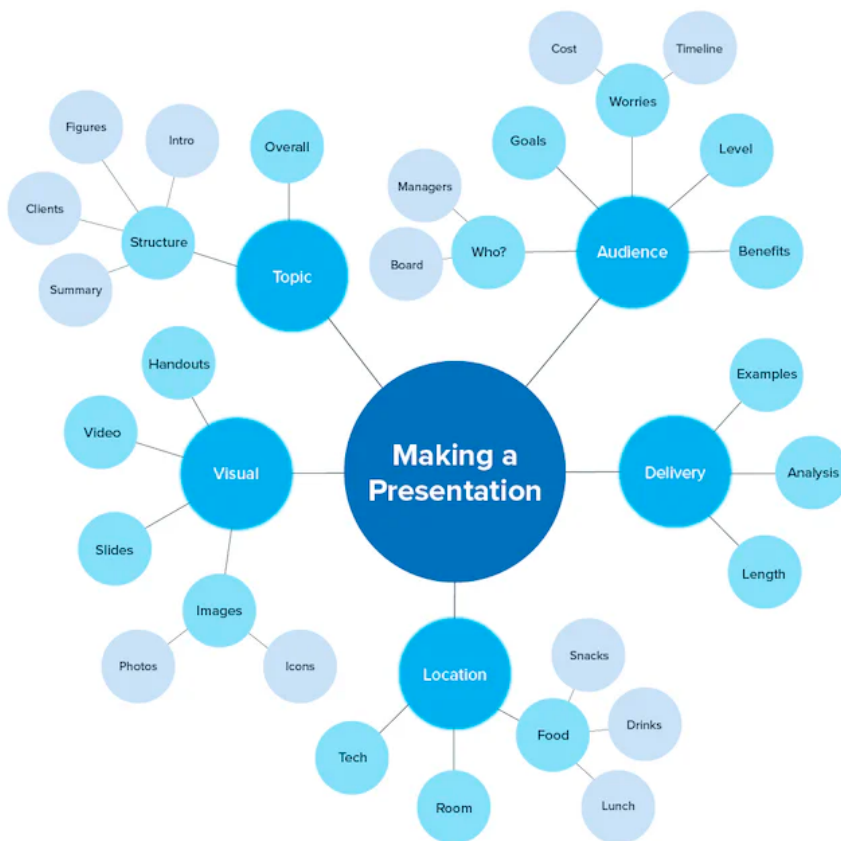 Cost
Timeline
Worries
Goals
Level
Managers
Who?
Board
Audience
Benefits
Figures
Intro
Overall
Clients
Structure
Summary
Topic
Handouts
Video
Visual
Slides
Images
Photos
Icons
Making a
Presentation
Examples
Delivery
Analysis
Length
Location
Snacks
Food
Drinks
Lunch
Tech
Room